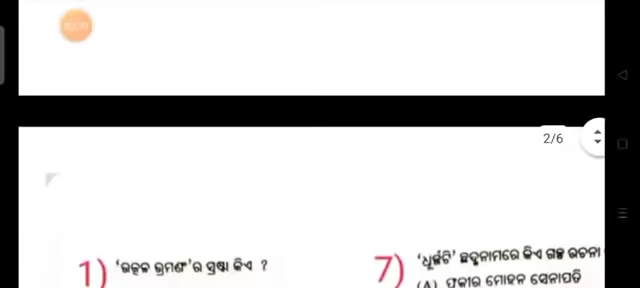 2/6
1) 'ଉତ୍କଳ ଭ୍ରମଣ'ର ସ୍ରଷ୍ଟା କିଏ ?
7) 'ଧୂର୍ଜ୍ଜଟି' ଛଦ୍ମନାମରେ କିଏ ଗଳ୍ପ ରଚନା
(A) ଫକୀର ମୋହନ ସେନାପତି